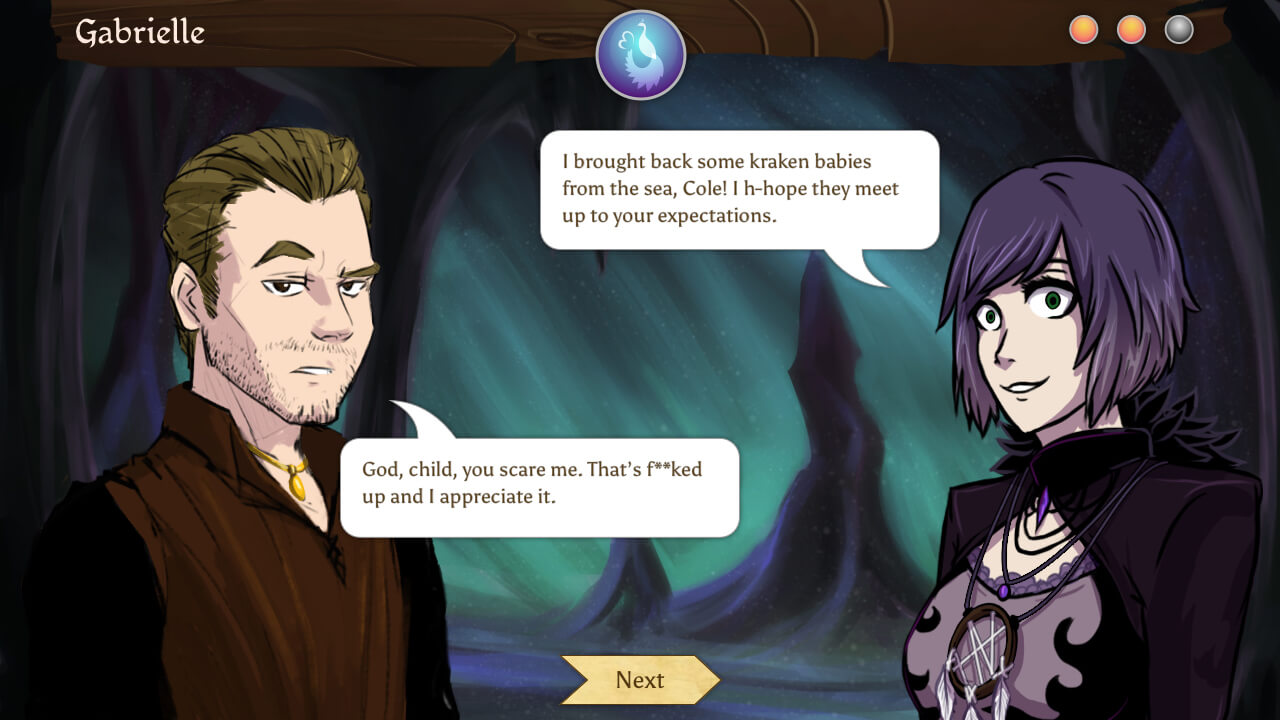 Gabrielle
I brought back some kraken babies
from the sea, Cole! I h-hope they meet
up to your expectations.
God, child, you scare me. That's f**ked
up and I appreciate it.
Next